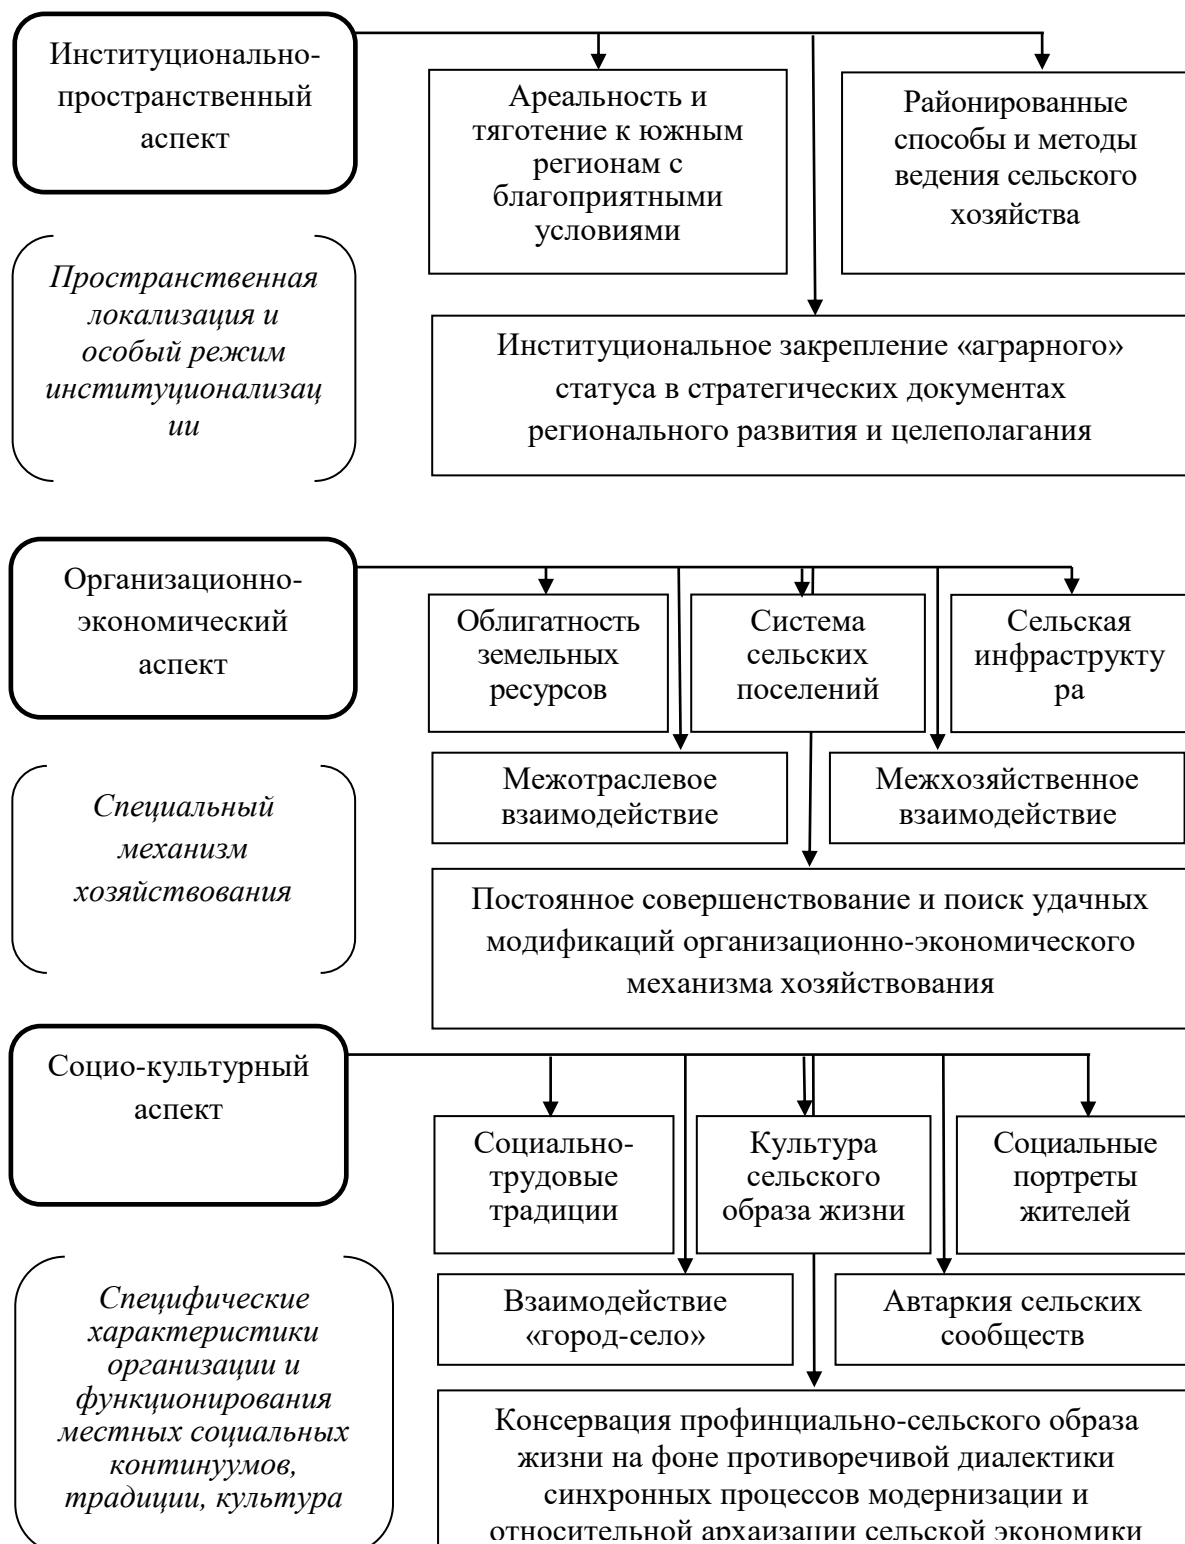 Институционально-
пространственный
аспект
Ареальность и
тяготение к южным
регионам с
благоприятными
условиями
Районированные
способы и методы
ведения сельского
хозяйства
Пространственная
локализация и
особый режим
институционализац
ии
Институциональное закрепление «аграрного»
статуса в стратегических документах
регионального развития и целеполагания
Организационно-
экономический
аспект
Облигатность
земельных
ресурсов
Система
сельских
поселений
Сельская
инфраструкту
ра
Межотраслевое
взаимодействие
Межхозяйственное
взаимодействие
Специальный
механизм
хозяйствования
Постоянное совершенствование и поиск удачных
модификаций организационно-экономического
механизма хозяйствования
Социо-культурный
аспект
Социально-
трудовые
традиции
Культура
сельского
образа жизни
Социальные
портреты
жителей
Взаимодействие
«город-село»
Автаркия сельских
сообществ
Специфические
характеристики
организации и
функционирования
местных социальных
континуумов,
традиции, культура
Консервация профинциально-сельского образа
жизни на фоне противоречивой диалектики
синхронных процессов модернизации и
относительной архаизации сельской экономики